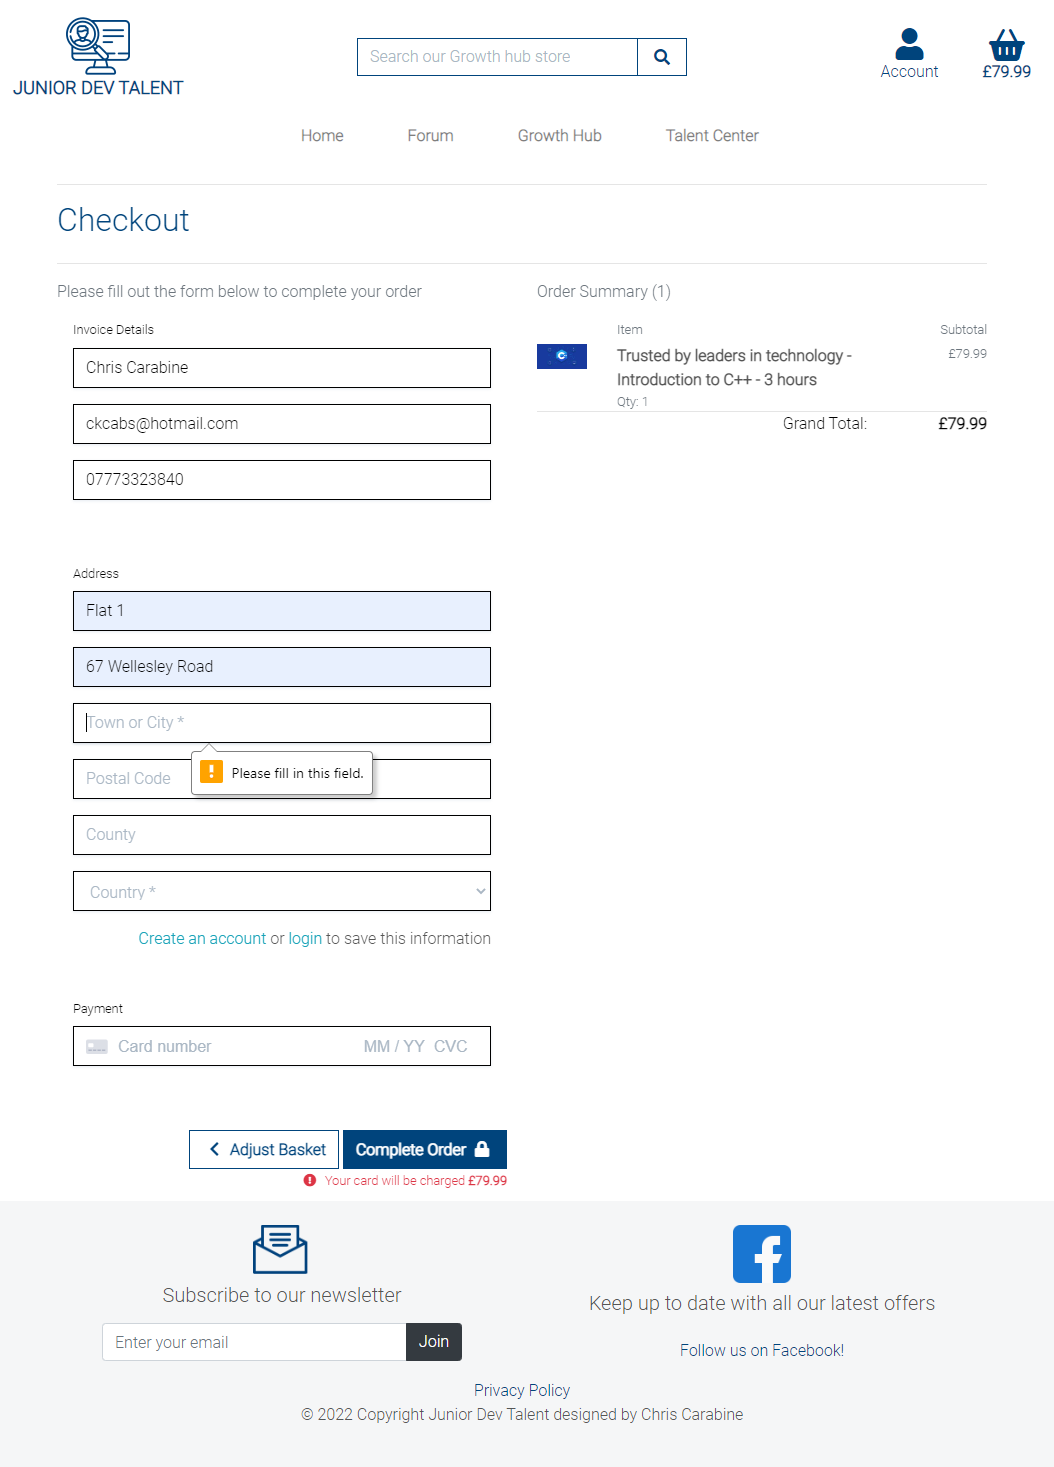 JUNIOR DEV TALENT
Search our Growth hub store
Account
£79.99
Home
Forum
Growth Hub
Talent Center
Checkout
Please fill out the form below to complete your order
Invoice Details
Chris Carabine
ckcabs@hotmail.com
07773323840
Address
Flat 1
67 Wellesley Road
Town or City *
Please fill in this field.
Postal Code
County
Country *
Create an account or login to save this information
Payment
Card number
MM / YY CVC
Adjust Basket
Complete Order
Your card will be charged £79.99
Order Summary (1)
Item
Subtotal
Trusted by leaders in technology -
£79.99
Introduction to C++ - 3 hours
Qty: 1
Grand Total:
£79.99
Subscribe to our newsletter
Enter your email
Join
Keep up to date with all our latest offers
Follow us on Facebook!
Privacy Policy
© 2022 Copyright Junior Dev Talent designed by Chris Carabine